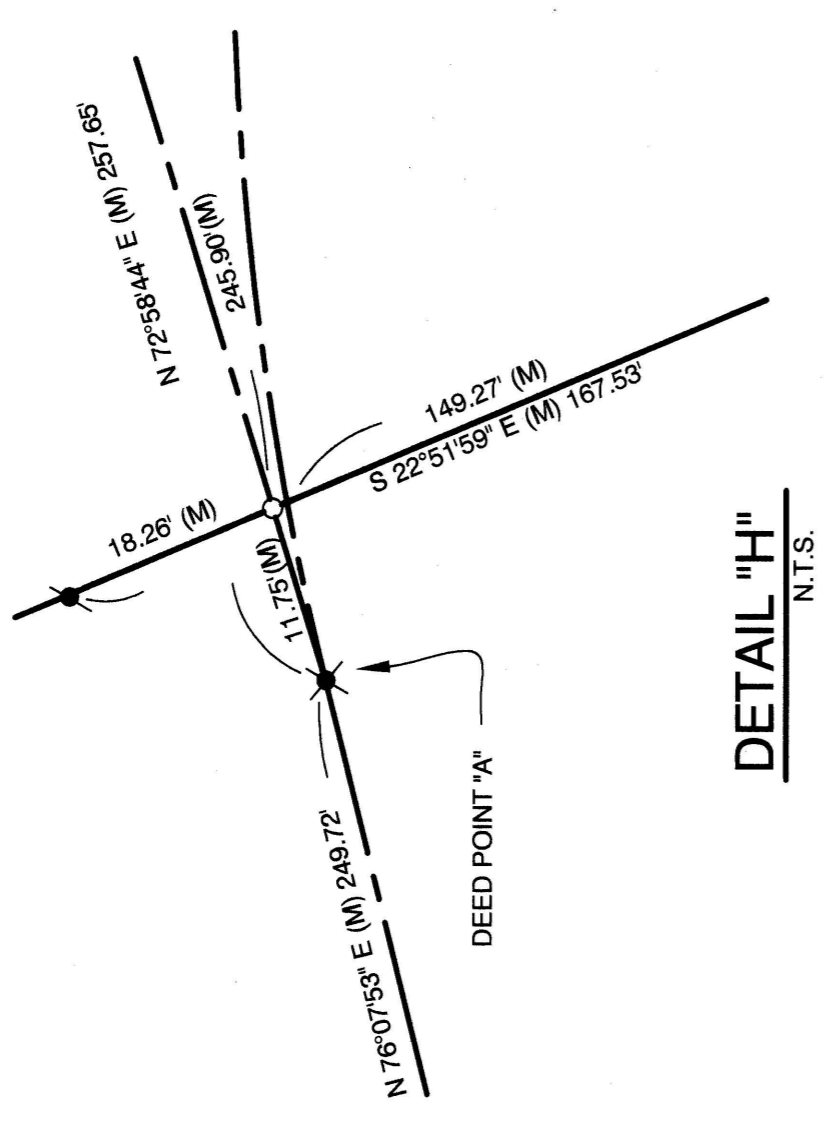 N 72°58'44" E (M) 257.65'
245.90'(M)
18.26' (M)
149.27' (M)
S 22°51'59" E (M) 167.53'
11.75'(M)
N 76°07'53" E (M) 249.72'
DEED POINT "A"
DETAIL "H"
N.T.S.